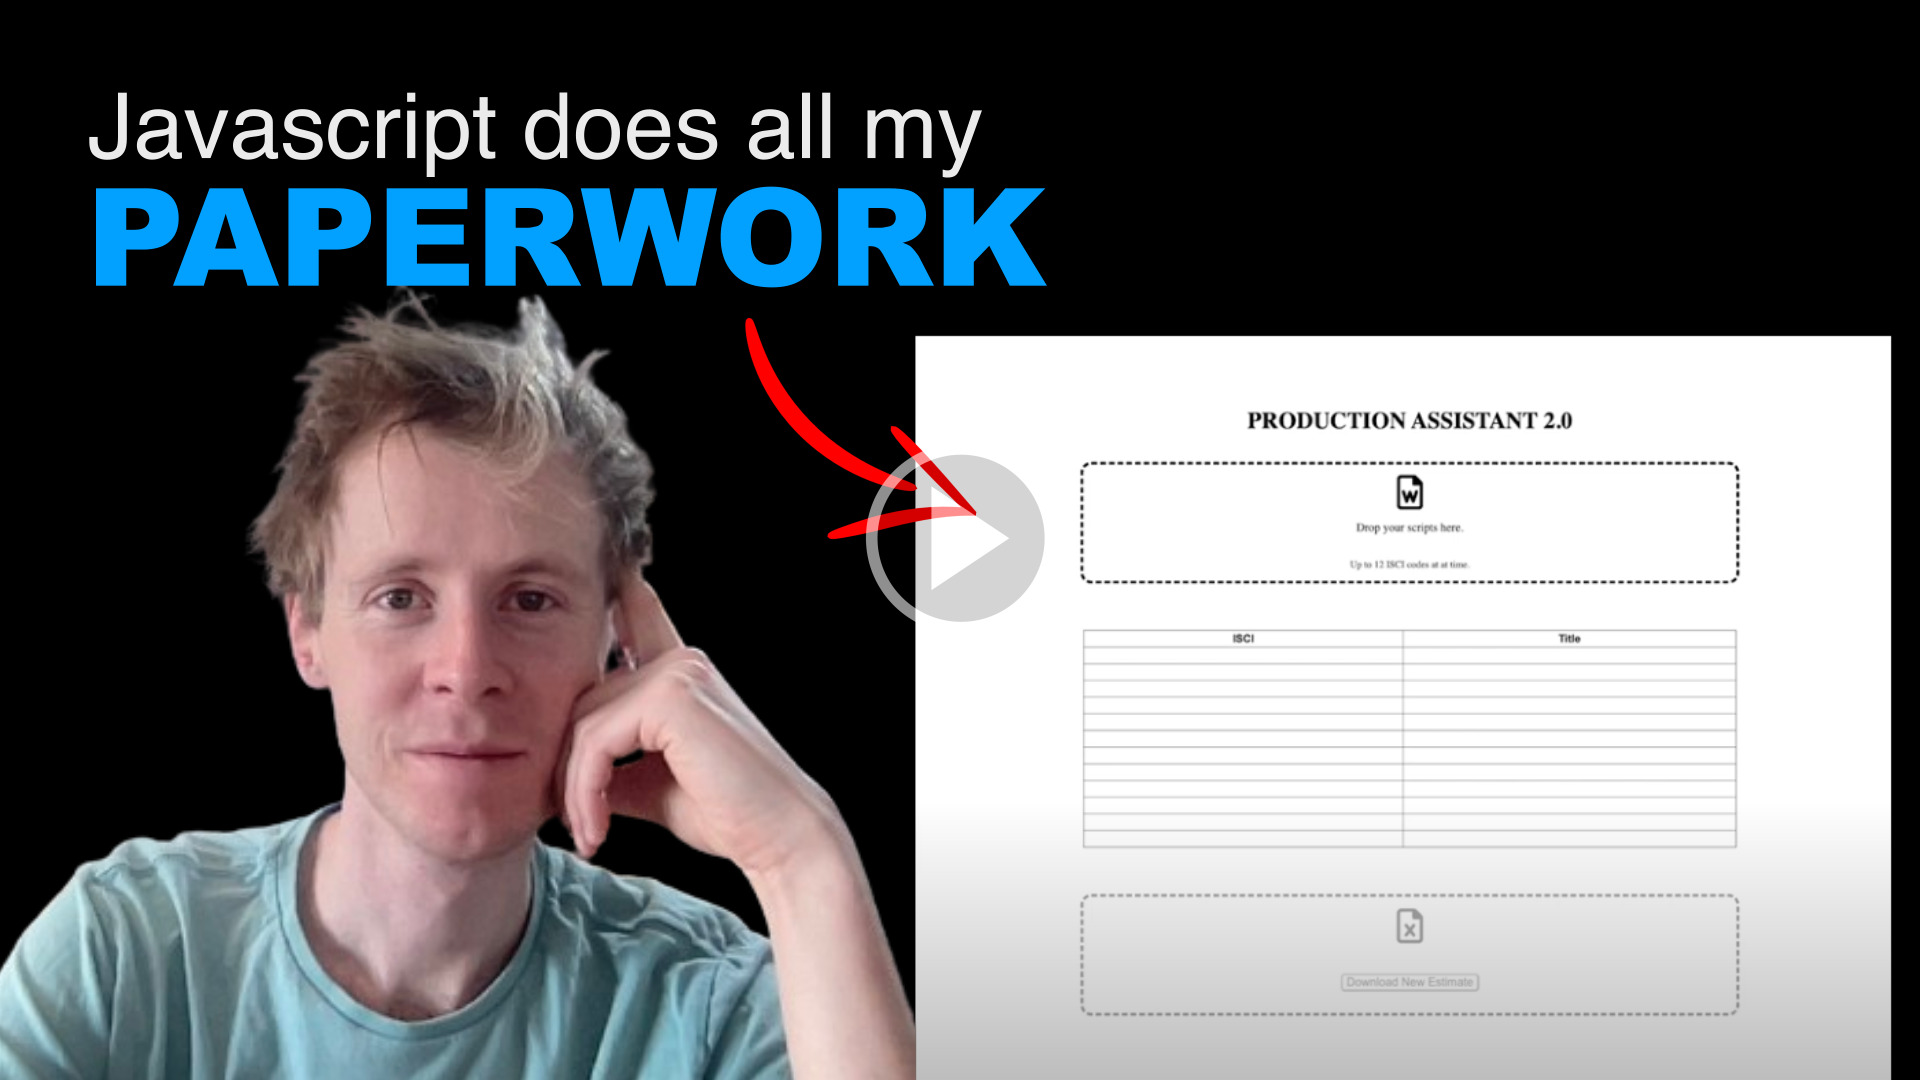 Javascript does all my
PAPERWORK
PRODUCTION ASSISTANT 2.0
W
Drop your scripts here.
Up to 12 ISCI codes at at time.
ISCI Title
X
Download New Estimate